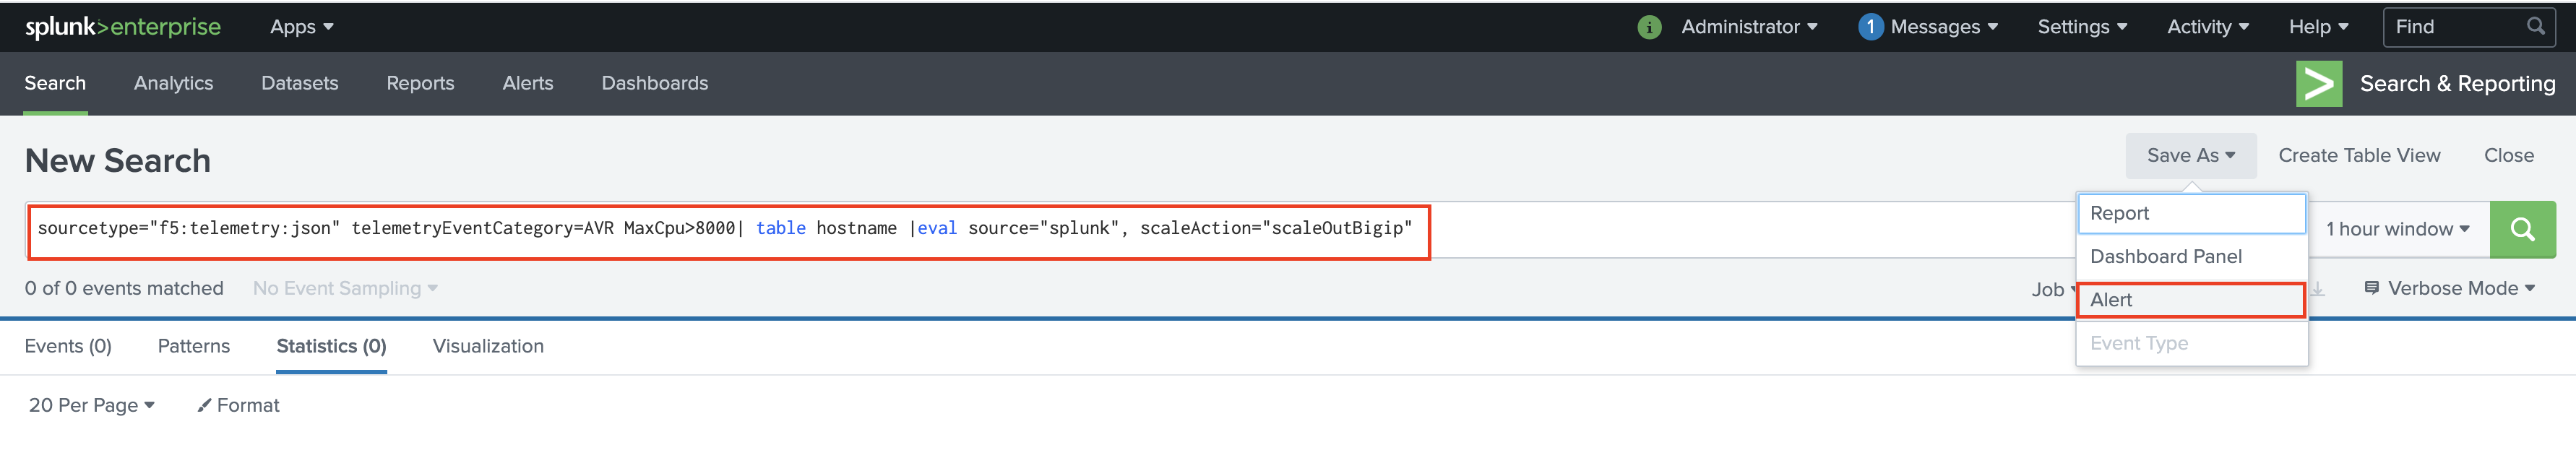 splunk>enterprise Apps Administrator 1 Messages Settings Activity Help Find
Search Analytics Datasets Reports Alerts Dashboards Search & Reporting
New Search Save As Create Table View Close
sourcetype="f5:telemetry:json" telemetryEventCategory=AVR MaxCpu>8000| table hostname |eval source="splunk", scaleAction="scaleOutBigip" 1 hour window
Report
Dashboard Panel
Alert
Event Type
0 of 0 events matched No Event Sampling Job Verbose Mode
Events (0) Patterns Statistics (0) Visualization
20 Per Page Format